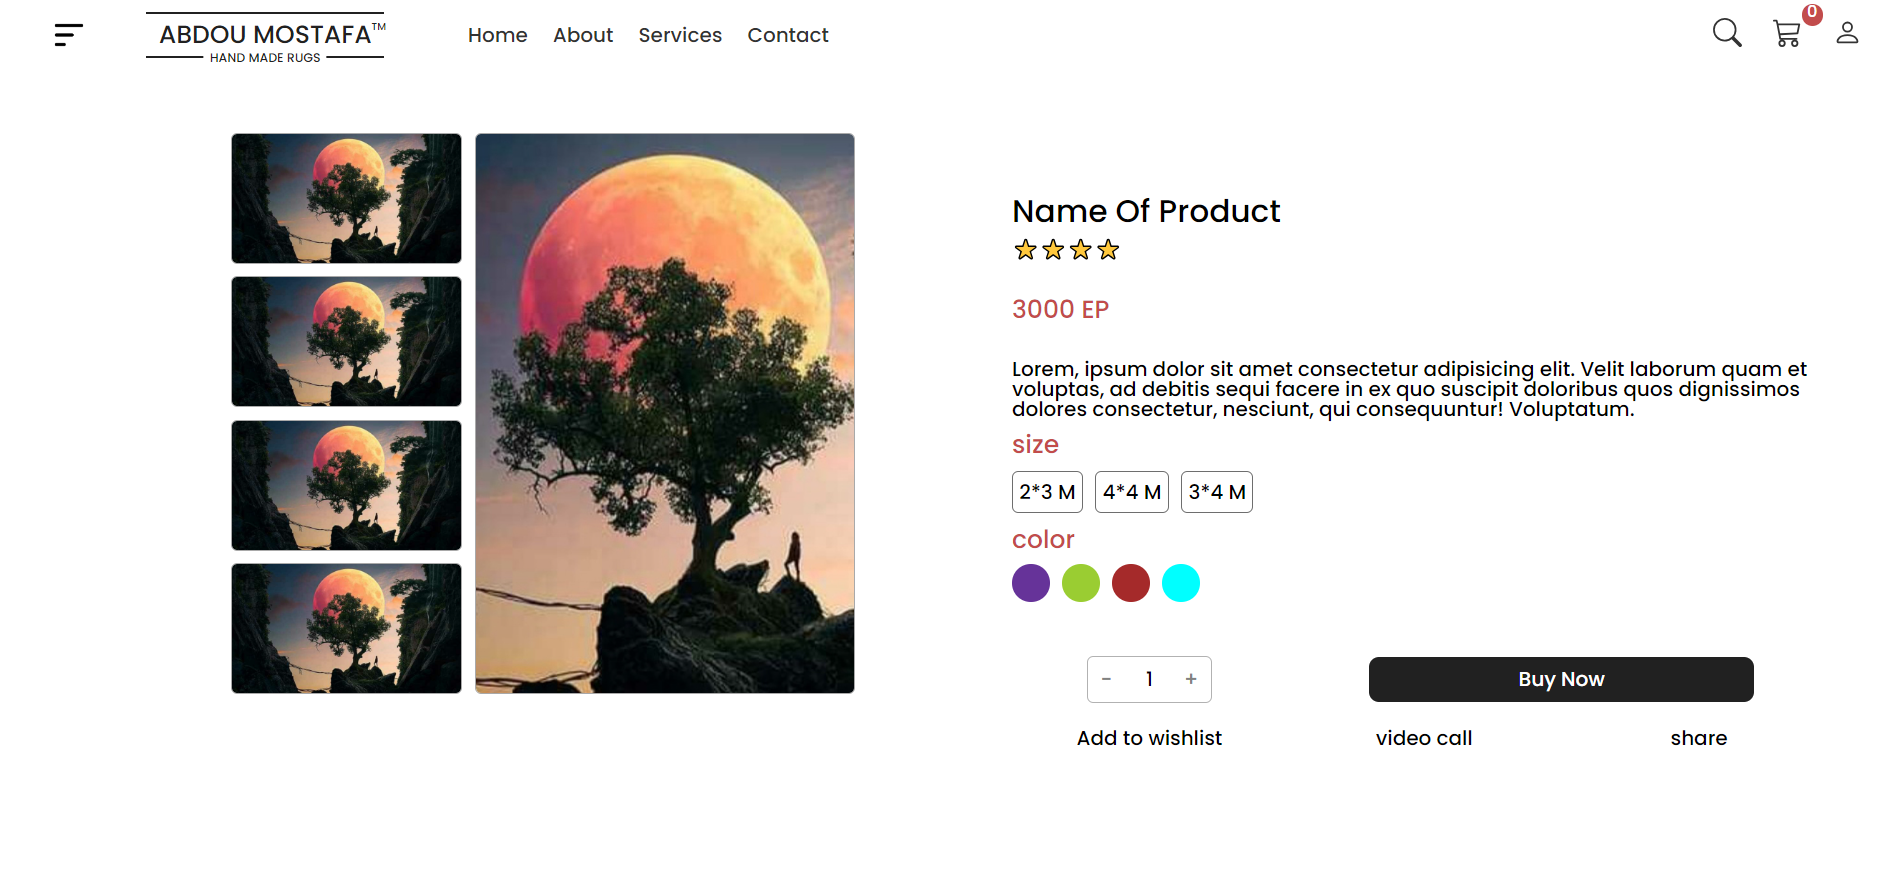 ABDOU MOSTAFA™
HAND MADE RUGS
Home About Services Contact
0
Name Of Product
3000 EP
Lorem, ipsum dolor sit amet consectetur adipisicing elit. Velit laborum quam et
voluptas, ad debitis sequi facere in ex quo suscipit doloribus quos dignissimos
dolores consectetur, nesciunt, qui consequuntur! Voluptatum.
size
2*3 M 4*4 M 3*4 M
color
- 1 +
Buy Now
Add to wishlist video call share